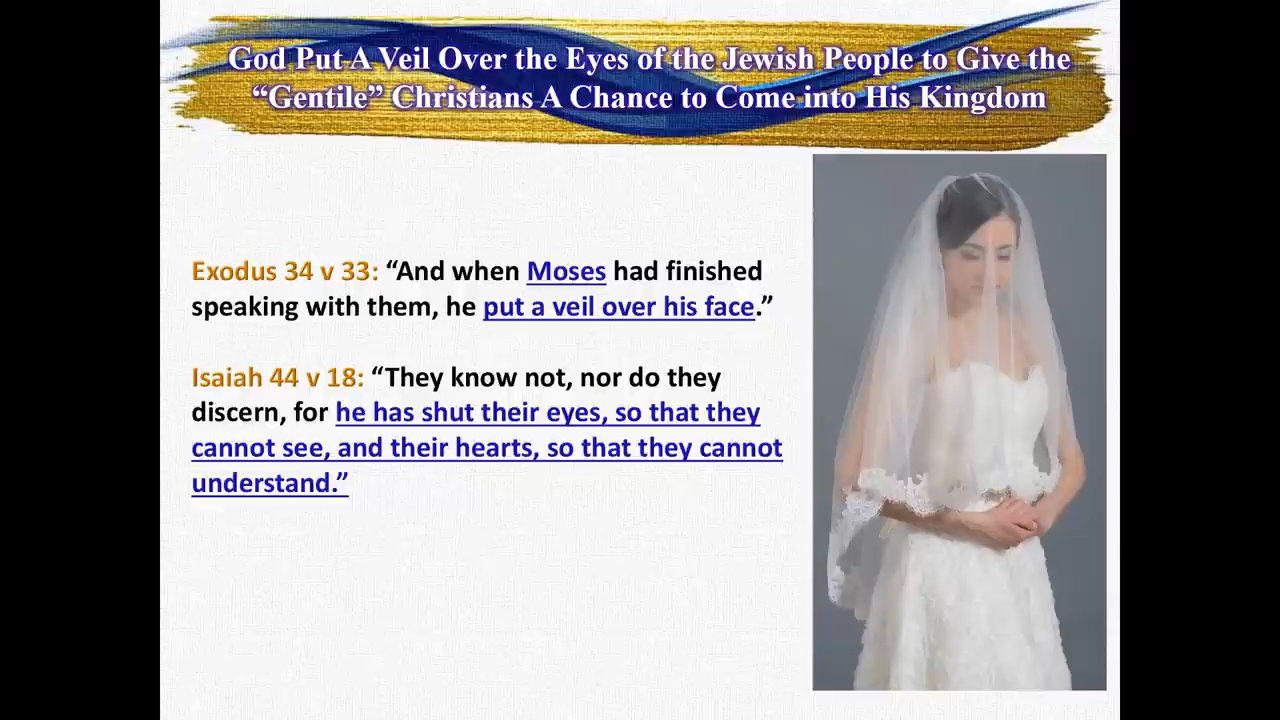 God Put A Veil Over the Eyes of the Jewish People to Give the
“Gentile” Christians A Chance to Come into His Kingdom
Exodus 34 v 33: “And when Moses had finished
speaking with them, he put a veil over his face.”
Isaiah 44 v 18: “They know not, nor do they
discern, for he has shut their eyes, so that they
cannot see, and their hearts, so that they cannot
understand.”